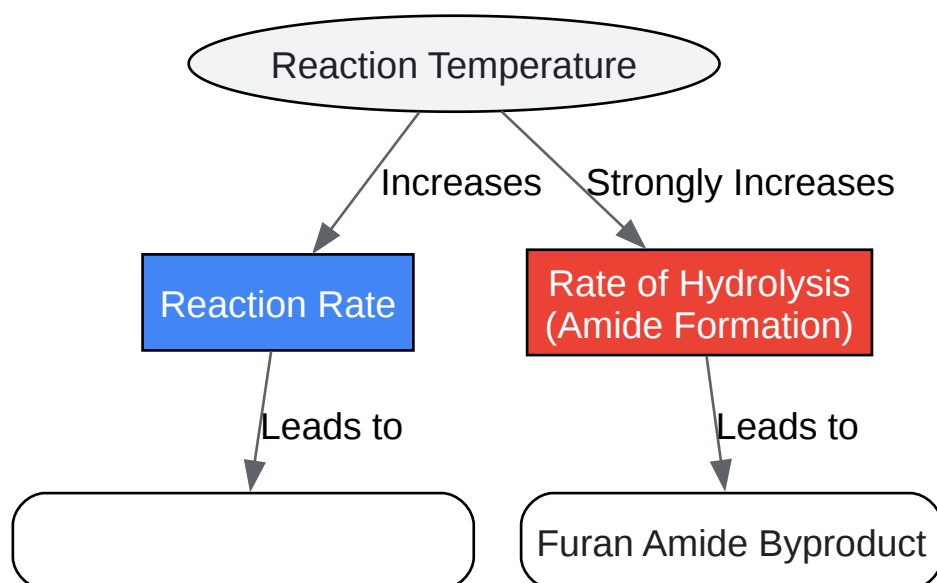 Reaction Temperature
Increases
Strongly Increases
Reaction Rate
Rate of Hydrolysis
(Amide Formation)
Leads to
Leads to
Furan Amide Byproduct